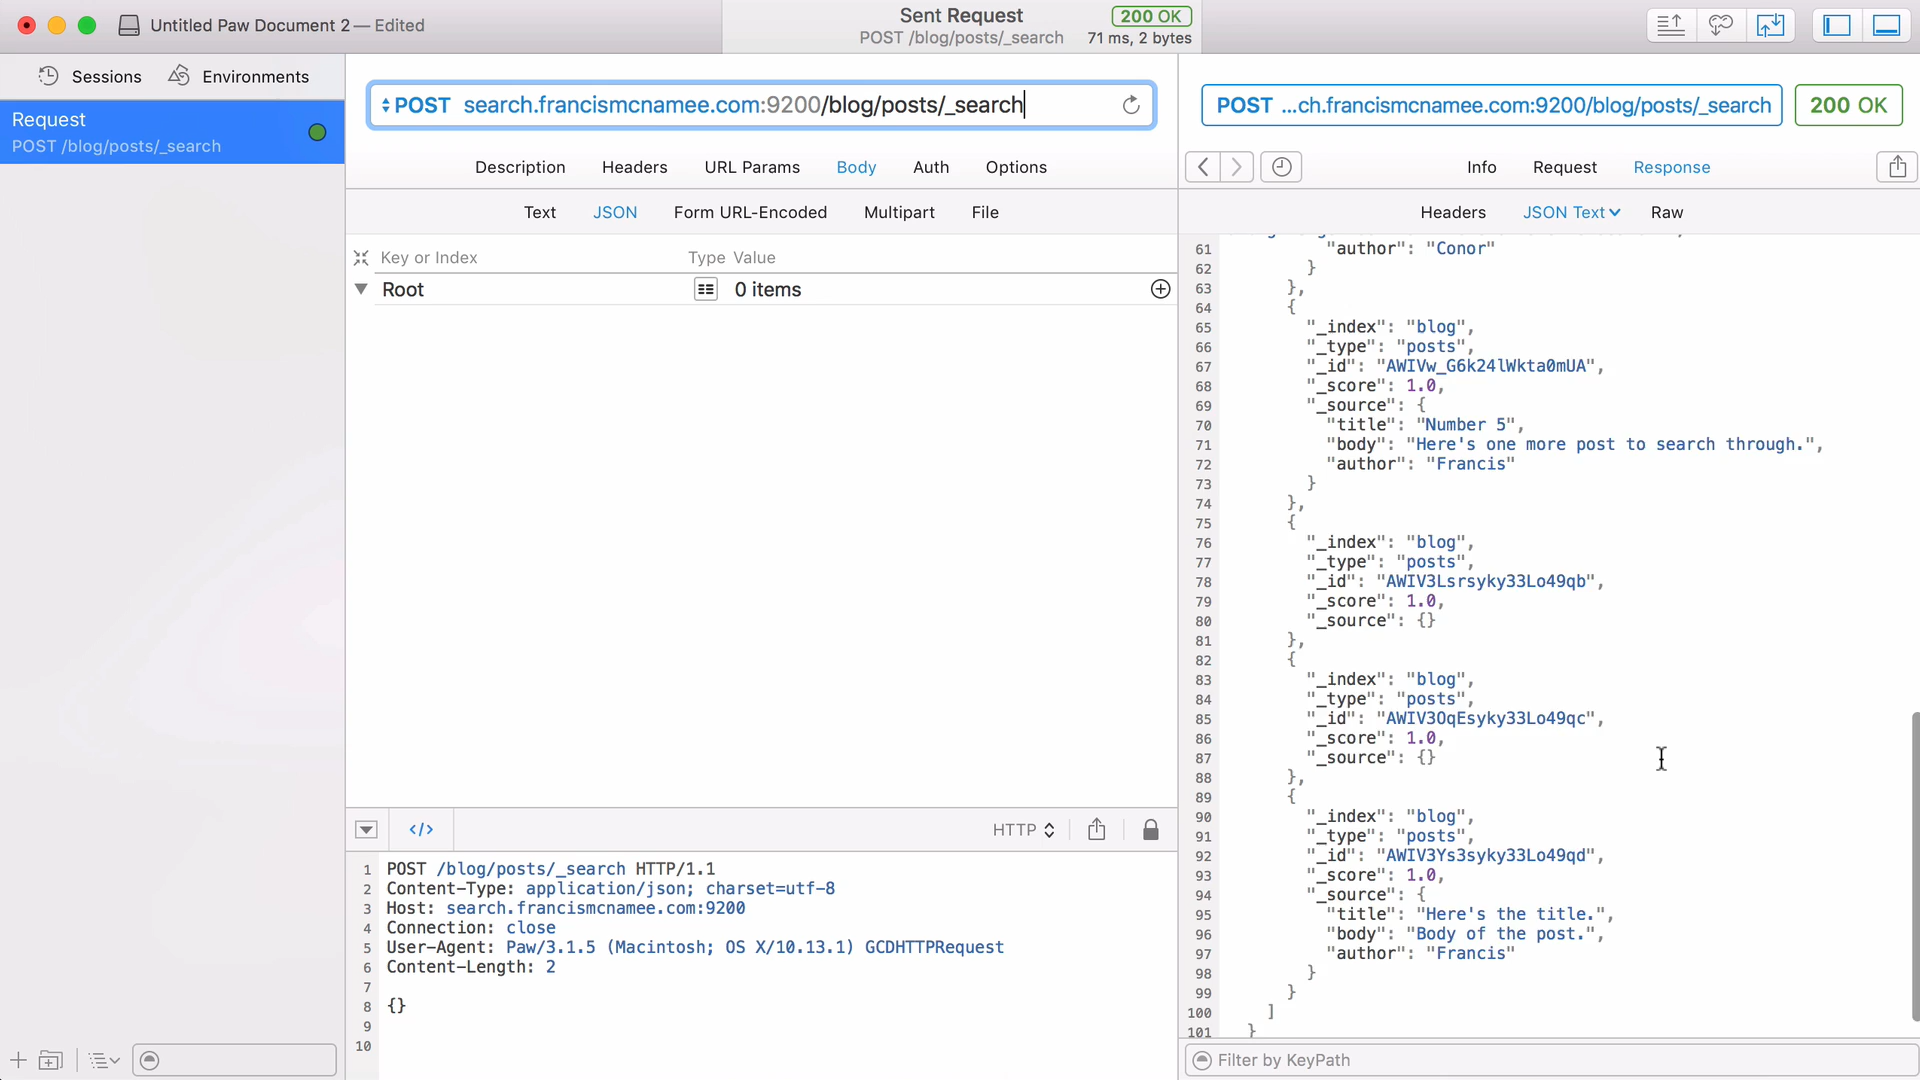 Untitled Paw Document 2 — Edited
Sent Request
200 OK
POST /blog/posts/_search
71 ms, 2 bytes
Sessions
Environments
Request
POST /blog/posts/_search
POST search.francismcnamee.com:9200/blog/posts/_search
Description Headers URL Params Body Auth Options
Text JSON Form URL-Encoded Multipart File
Key or Index Type Value
Root 0 items
HTTP
1 POST /blog/posts/_search HTTP/1.1
2 Content-Type: application/json; charset=utf-8
3 Host: search.francismcnamee.com:9200
4 Connection: close
5 User-Agent: Paw/3.1.5 (Macintosh; OS X/10.13.1) GCDHTTPRequest
6 Content-Length: 2
7
8 {}
9
10
POST ...ch.francismcnamee.com:9200/blog/posts/_search
200 OK
Info Request Response
Headers JSON Text Raw
61 "author": "Conor"
62 }
63 },
64 {
65 "_index": "blog",
66 "_type": "posts",
67 "_id": "AWIVw_G6k24lWkta0mUA",
68 "_score": 1.0,
69 "_source": {
70 "title": "Number 5",
71 "body": "Here's one more post to search through.",
72 "author": "Francis"
73 }
74 },
75 {
76 "_index": "blog",
77 "_type": "posts",
78 "_id": "AWIV3Lsrsyky33Lo49qb",
79 "_score": 1.0,
80 "_source": {}
81 },
82 {
83 "_index": "blog",
84 "_type": "posts",
85 "_id": "AWIV3OqEsyky33Lo49qc",
86 "_score": 1.0,
87 "_source": {}
88 },
89 {
90 "_index": "blog",
91 "_type": "posts",
92 "_id": "AWIV3Ys3syky33Lo49qd",
93 "_score": 1.0,
94 "_source": {
95 "title": "Here's the title.",
96 "body": "Body of the post.",
97 "author": "Francis"
98 }
99 }
100 ]
101 }
Filter by KeyPath